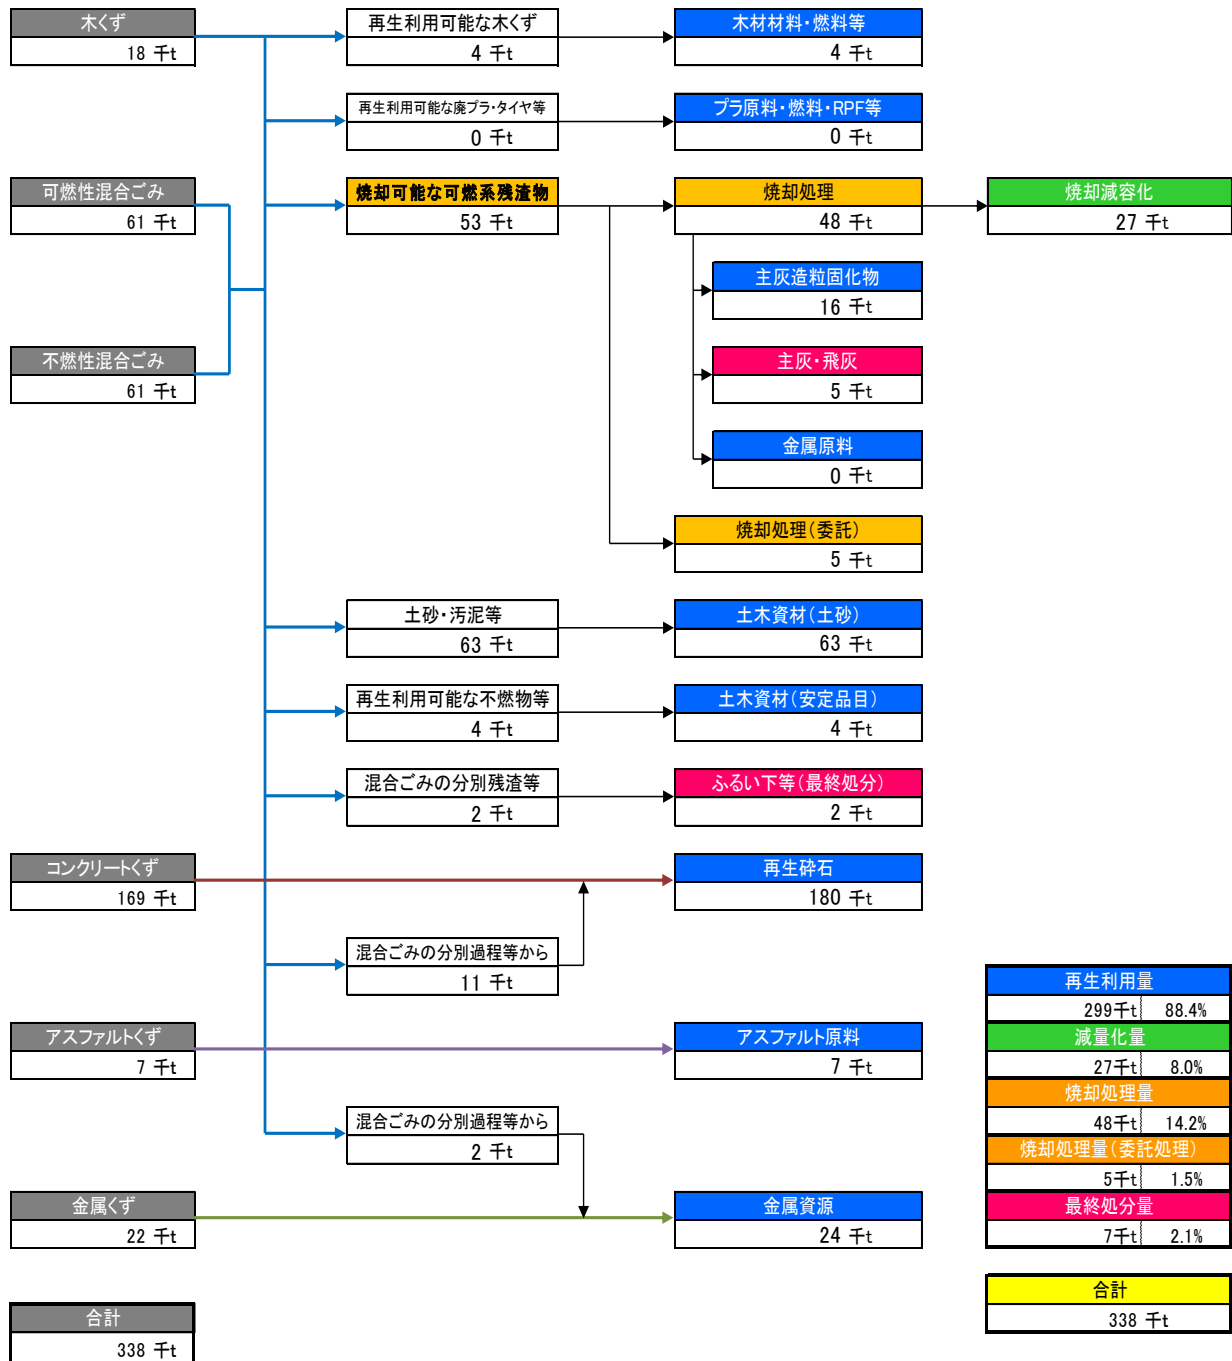 木くず
18 千t
再生利用可能な木くず
4 千t
木材材料・燃料等
4 千t
再生利用可能な廃プラ・タイヤ等
0 千t
プラ原料・燃料・RPF等
0 千t
可燃性混合ごみ
61 千t
焼却可能な可燃系残渣物
53 千t
焼却処理
48 千t
焼却減容化
27 千t
主灰造粒固化物
16 千t
不燃性混合ごみ
61 千t
主灰・飛灰
5 千t
金属原料
0 千t
焼却処理(委託)
5 千t
土砂・汚泥等
63 千t
土木資材(土砂)
63 千t
再生利用可能な不燃物等
4 千t
土木資材(安定品目)
4 千t
混合ごみの分別残渣等
2 千t
ふるい下等(最終処分)
2 千t
コンクリートくず
169 千t
再生砕石
180 千t
混合ごみの分別過程等から
11 千t
アスファルトくず
7 千t
アスファルト原料
7 千t
混合ごみの分別過程等から
2 千t
金属くず
22 千t
金属資源
24 千t
合計
338 千t
再生利用量
299千t 88.4%
減量化量
27千t 8.0%
焼却処理量
48千t 14.2%
焼却処理量(委託処理)
5千t 1.5%
最終処分量
7千t 2.1%
合計
338 千t